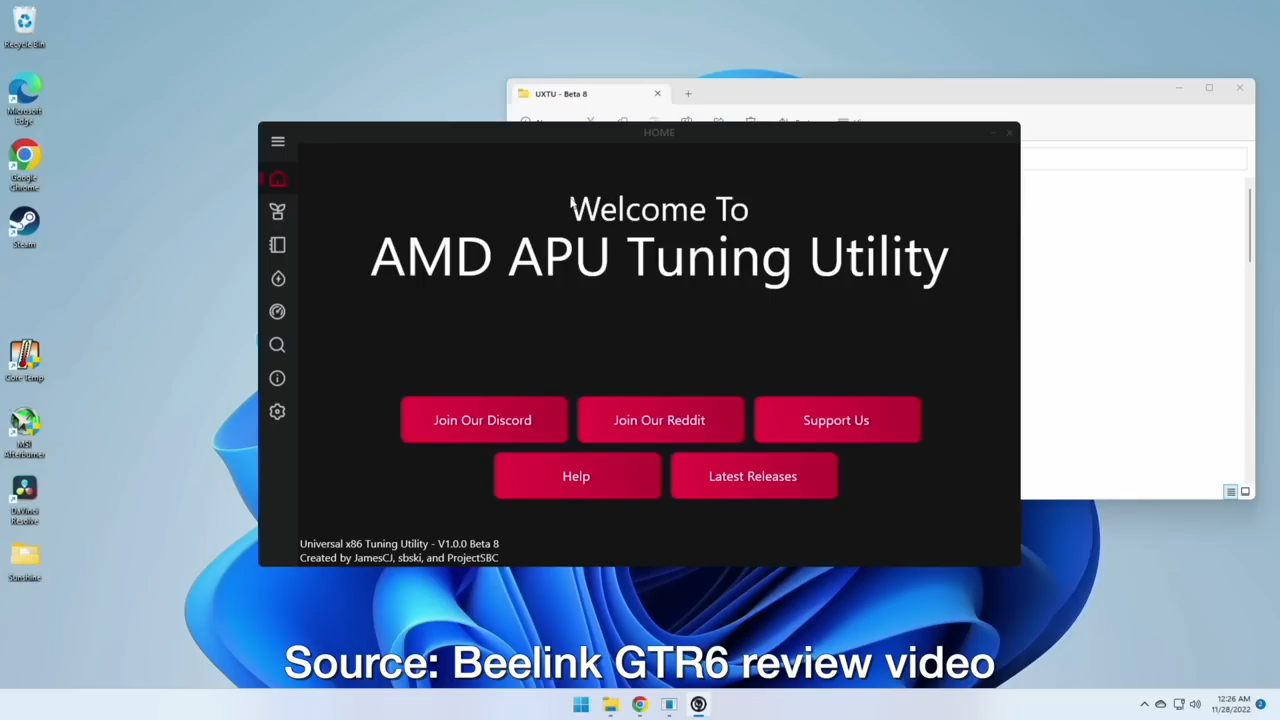 Recycle Bin
Microsoft
Edge
Google
Chrome
Steam
Core Temp
MSI
Afterburner
DaVinci
Resolve
Sunshine
UXTU - Beta 8
HOME
Welcome To
AMD APU Tuning Utility
Join Our Discord
Join Our Reddit
Support Us
Help
Latest Releases
Universal x86 Tuning Utility - V1.0.0 Beta 8
Created by JamesCJ, sbski, and ProjectSBC
Source: Beelink GTR6 review video
12:26 AM
11/28/2022
2